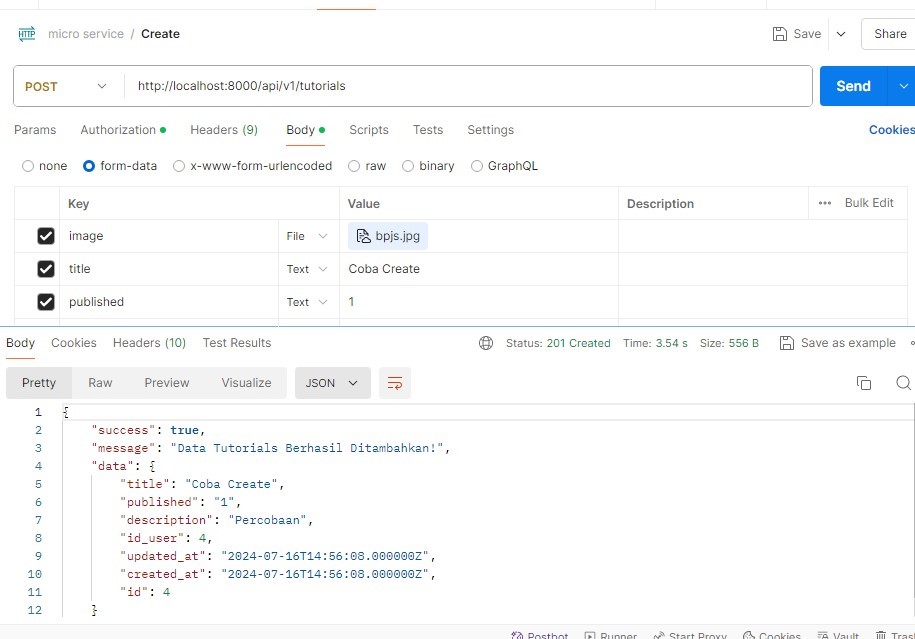 HTTP micro service / Create Save Share
POST http://localhost:8000/api/v1/tutorials Send
Params Authorization Headers (9) Body Scripts Tests Settings Cookies
none form-data x-www-form-urlencoded raw binary GraphQL
Key Value Description ••• Bulk Edit
image File bpjs.jpg
title Text Coba Create
published Text 1
Body Cookies Headers (10) Test Results Status: 201 Created Time: 3.54 s Size: 556 B Save as example
Pretty Raw Preview Visualize JSON
1 {
2 "success": true,
3 "message": "Data Tutorials Berhasil Ditambahkan!",
4 "data": {
5 "title": "Coba Create",
6 "published": "1",
7 "description": "Percobaan",
8 "id_user": 4,
9 "updated_at": "2024-07-16T14:56:08.000000Z",
10 "created_at": "2024-07-16T14:56:08.000000Z",
11 "id": 4
12 }
Postbot Runner Start Proxy Cookies Vault